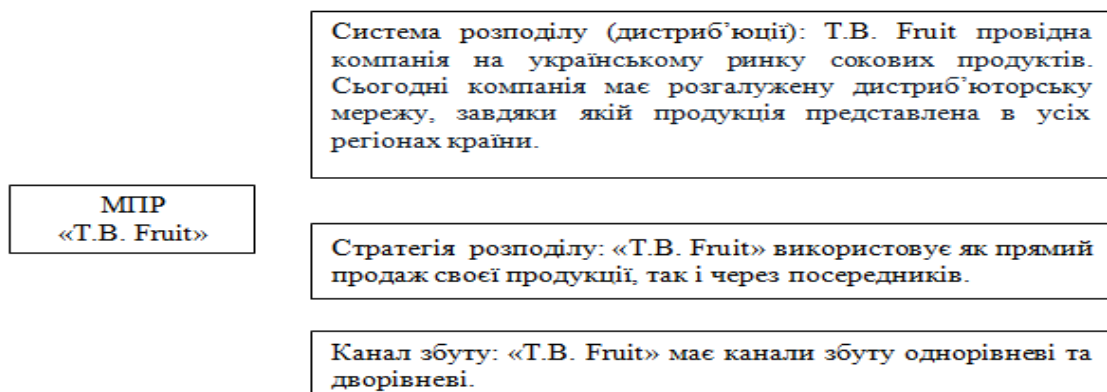 Система розподілу (дистриб’юції): T.B. Fruit провідна
компанія на українському ринку сокових продуктів.
Сьогодні компанія має розгалужену дистриб’юторську
мережу, завдяки якій продукція представлена в усіх
регіонах країни.
МПР
«T.B. Fruit»
Стратегія розподілу: «T.B. Fruit» використовує як прямий
продаж своєї продукції, так і через посередників.
Канал збуту: «T.B. Fruit» має канали збуту однорівневі та
дворівневі.